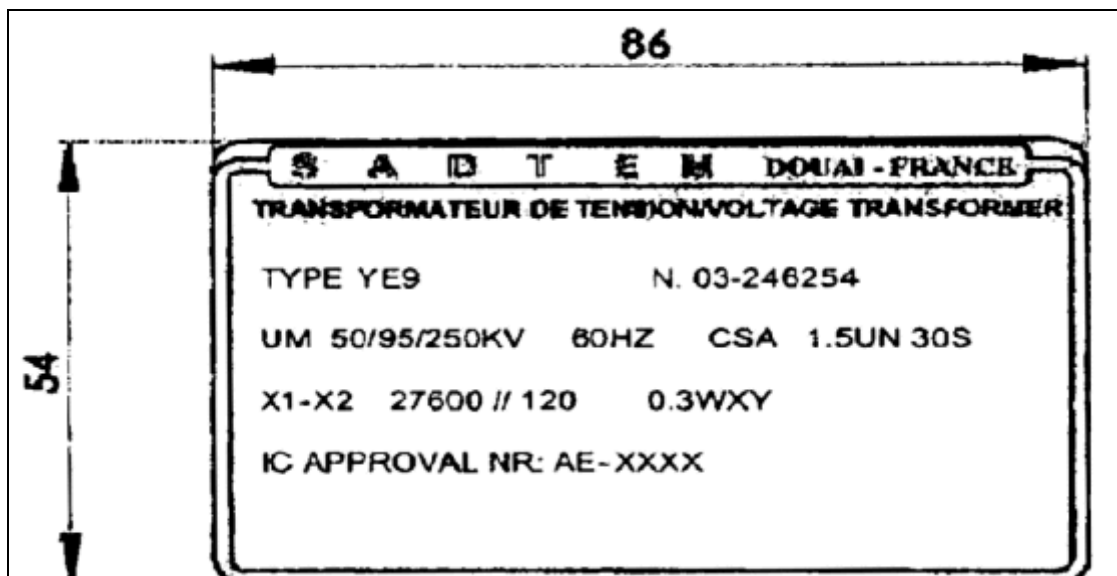 86
54
SADTEM DOUAI - FRANCE
TRANSFORMATEUR DE TENSION/VOLTAGE TRANSFORMER
TYPE YE9 N. 03-246254
UM 50/95/250KV 60HZ CSA 1.5UN 30S
X1-X2 27600 // 120 0.3WXY
IC APPROVAL NR: AE-XXXX